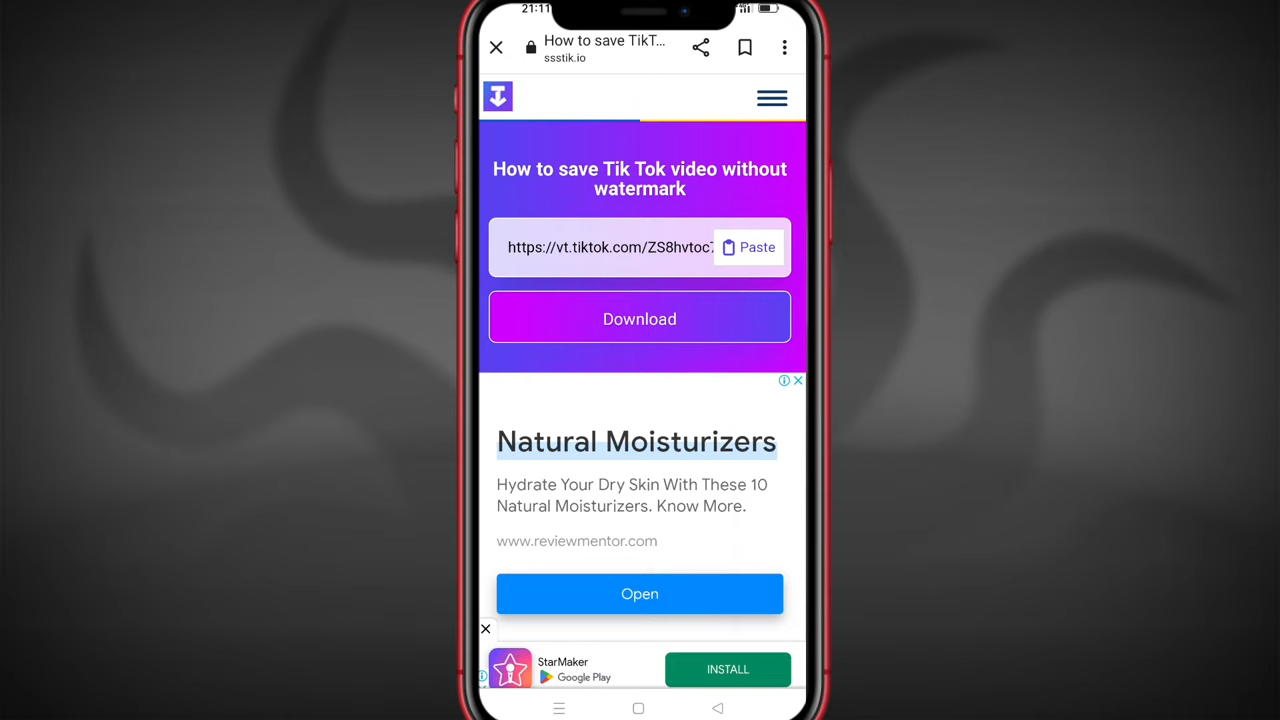 21:11
How to save TikT...
ssstik.io
How to save Tik Tok video without
watermark
https://vt.tiktok.com/ZS8hvtoc7
Paste
Download
Natural Moisturizers
Hydrate Your Dry Skin With These 10
Natural Moisturizers. Know More.
www.reviewmentor.com
Open
StarMaker
Google Play
INSTALL